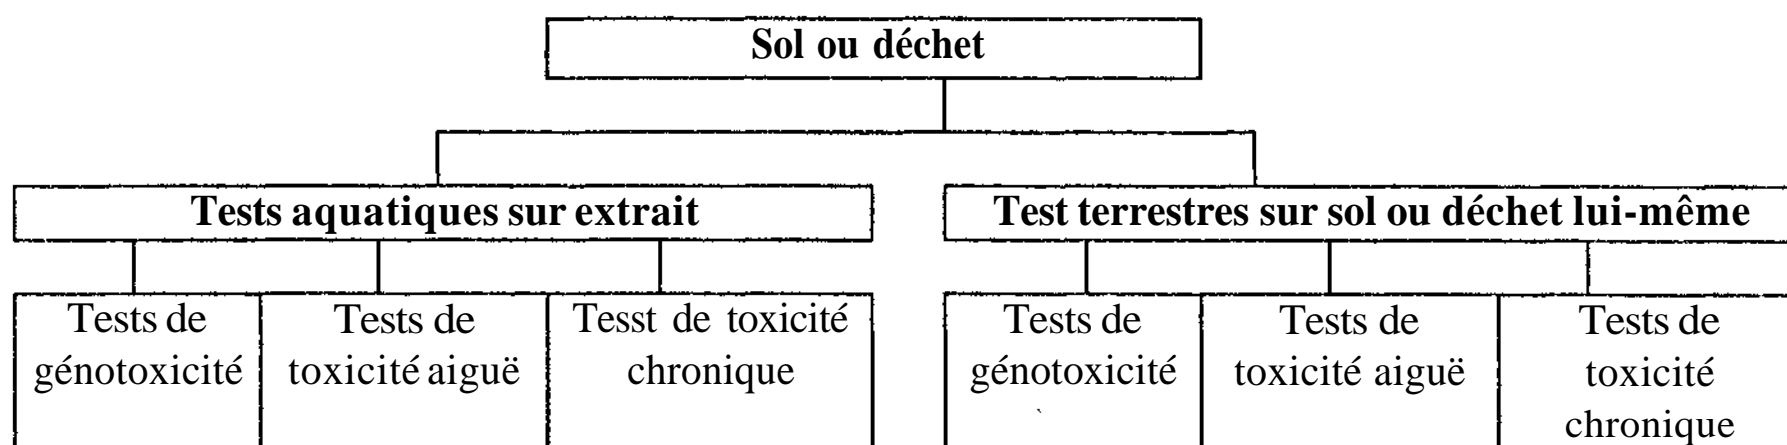 Sol ou déchet
Tests aquatiques sur extrait
Test terrestres sur sol ou déchet lui-même
Tests de
génotoxicité
Tests de
toxicité aiguë
Tesst de toxicité
chronique
Tests de
génotoxicité
Tests de
toxicité aiguë
Tests de
toxicité
chronique